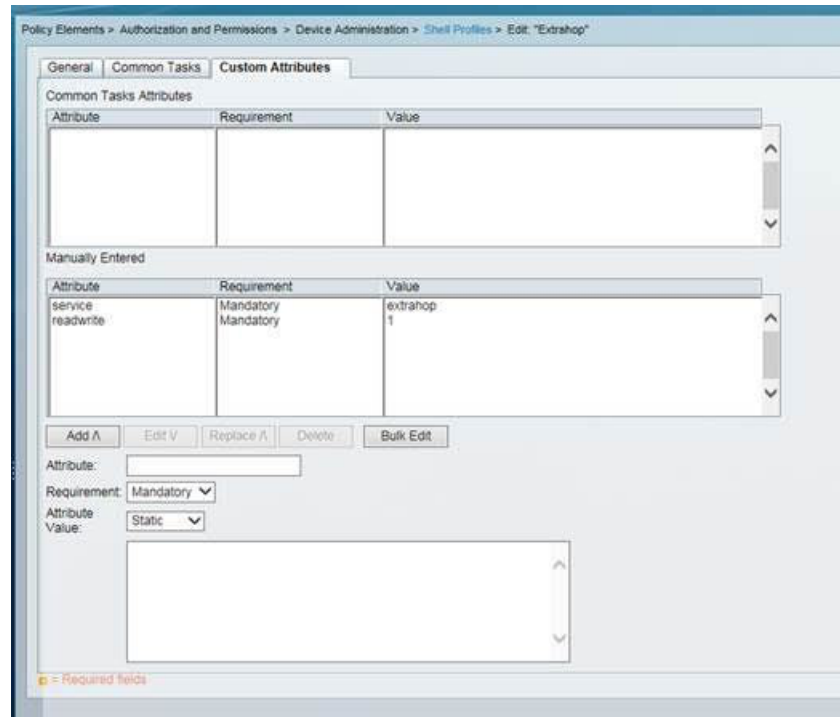 Policy Elements > Authorization and Permissions > Device Administration > Shell Profiles > Edit: "Extrahop"
General Common Tasks Custom Attributes
Common Tasks Attributes
Attribute Requirement Value
Manually Entered
Attribute Requirement Value
service Mandatory extrahop
readwrite Mandatory 1
Add /\ Edit V Replace /\ Delete Bulk Edit
Attribute:
Requirement: Mandatory
Attribute Value: Static
= Required fields